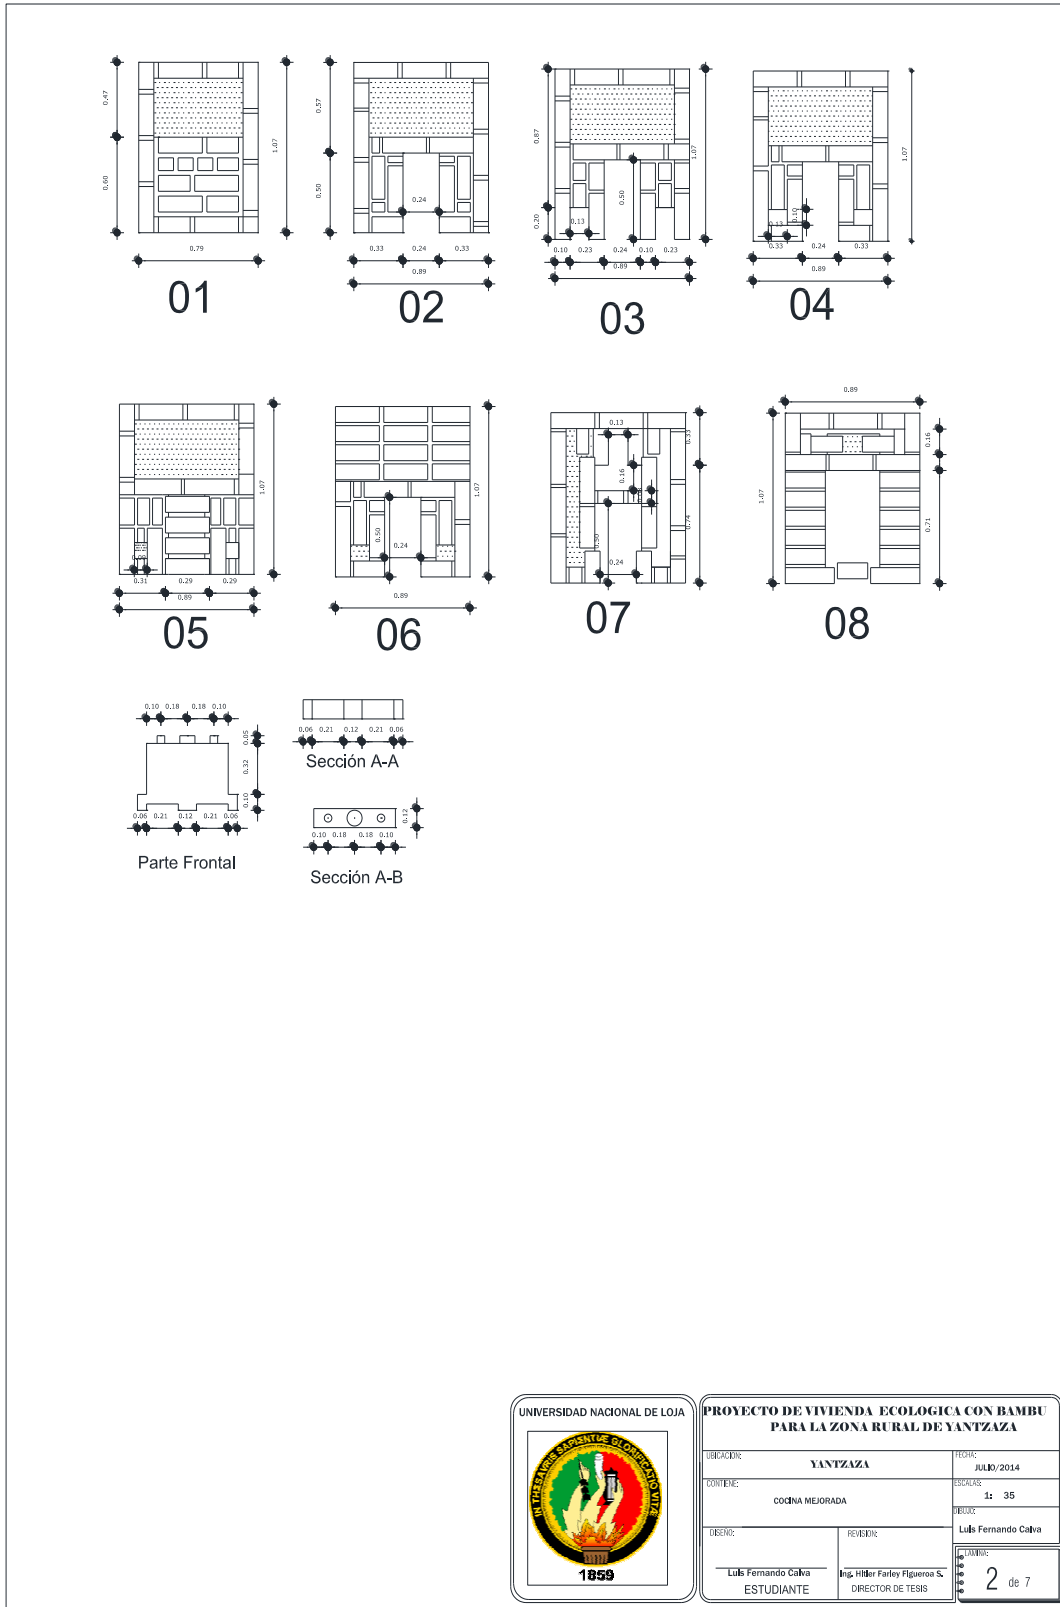 0.47
0.60
1.07
0.79
01
0.57
0.50
0.24
0.33 0.24 0.33
0.89
02
0.87
0.20
0.50
1.07
0.13
0.10 0.23 0.24 0.10 0.23
0.89
03
1.07
0.10
0.13
0.33 0.24 0.33
0.89
04
1.07
0.09
0.31 0.29 0.29
0.89
05
1.07
0.50
0.24
0.89
06
0.13
0.33
0.16
0.74
0.50
0.24
07
0.89
0.16
1.07
0.71
08
0.10 0.18 0.18 0.10
0.05
0.32
0.10
0.06 0.21 0.12 0.21 0.06
Parte Frontal
0.06 0.21 0.12 0.21 0.06
Sección A-A
0.12
0.10 0.18 0.18 0.10
Sección A-B
UNIVERSIDAD NACIONAL DE LOJA
IN THESAURIS SAPIENTIAE GLORIFICATIO VITAE
1859
PROYECTO DE VIVIENDA ECOLOGICA CON BAMBU
PARA LA ZONA RURAL DE YANTZAZA
UBICACION:
YANTZAZA
FECHA:
JULIO/2014
CONTIENE:
COCINA MEJORADA
ESCALAS:
1: 35
DIBUJO:
Luis Fernando Calva
DISEÑO:
Luis Fernando Calva
ESTUDIANTE
REVISION:
Ing. Hitler Farley Figueroa S.
DIRECTOR DE TESIS
LAMINA:
2 de 7